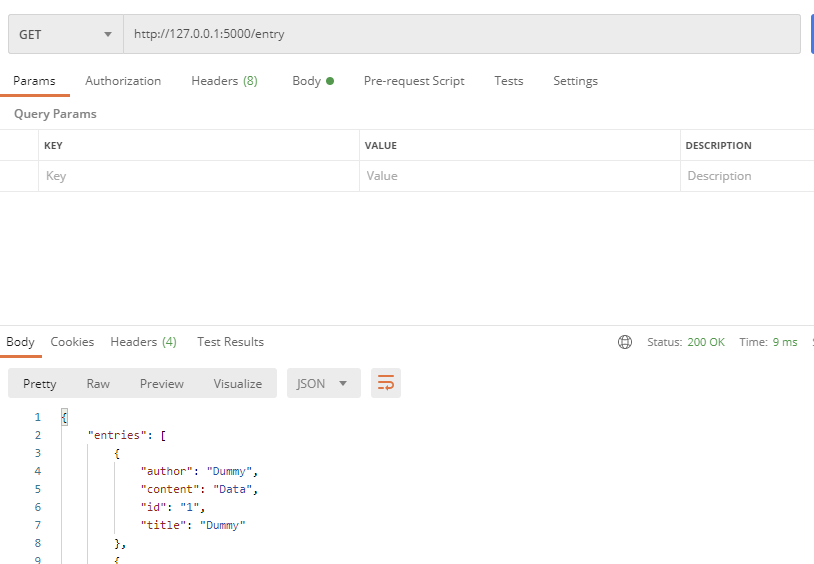 GET http://127.0.0.1:5000/entry
Params Authorization Headers (8) Body Pre-request Script Tests Settings
Query Params
KEY VALUE DESCRIPTION
Key Value Description
Body Cookies Headers (4) Test Results Status: 200 OK Time: 9 ms
Pretty Raw Preview Visualize JSON
1 {
2 "entries": [
3 {
4 "author": "Dummy",
5 "content": "Data",
6 "id": "1",
7 "title": "Dummy"
8 },
9 {